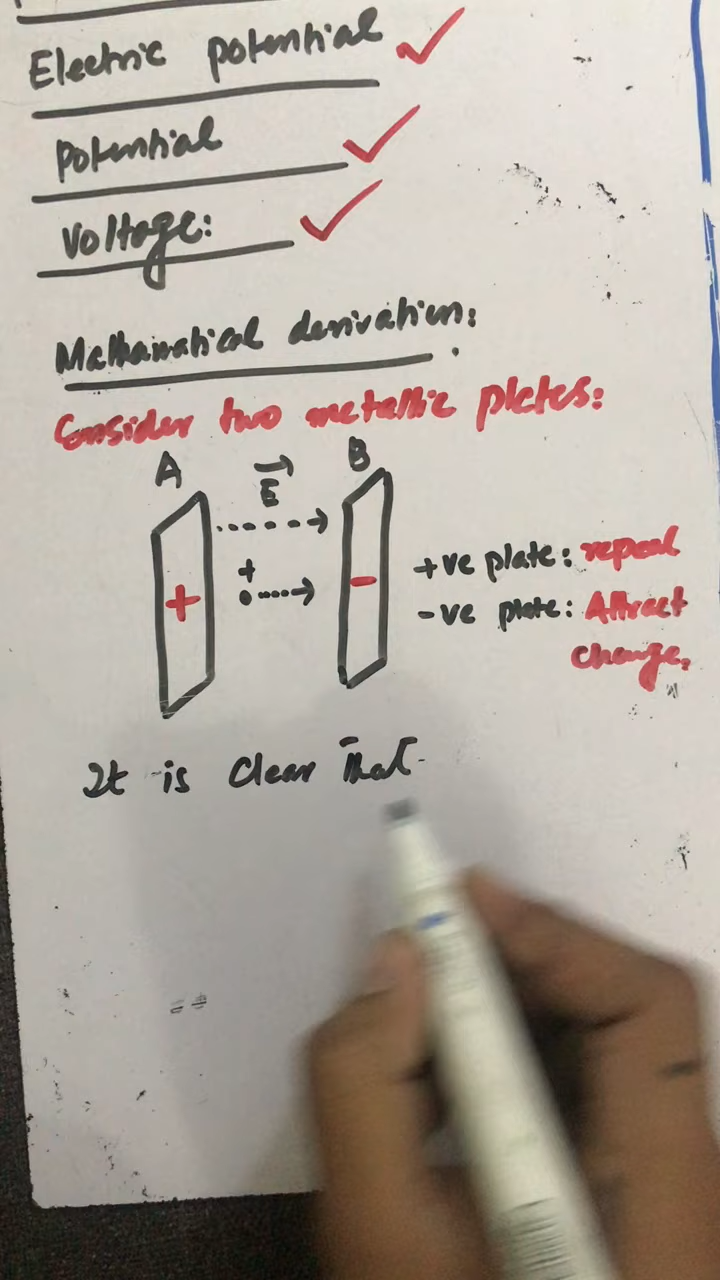 Electric potential
Potential
Voltage:
Mathamatical derivation:
Consider two metallic plates:
A E B
+ + -
+ve plate: repeal
-ve plate: Attract
charge,
It is Clear that